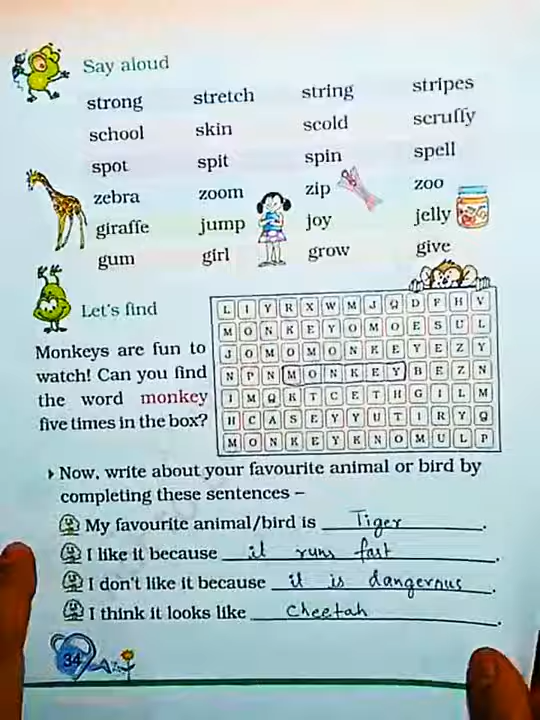 Say aloud
strong stretch string stripes
school skin scold scruffy
spot spit spin spell
zebra zoom zip zoo
giraffe jump joy jelly
gum girl grow give
Let's find
Monkeys are fun to
watch! Can you find
the word monkey
five times in the box?
L I Y R X W M J Q D F H V
M O N K E Y O M O E S U L
J O M O M O N K E Y E Z Y
N P N M O N K E Y B E Z N
I M Q K T C E T H G I L M
H C A S E Y Y U T I R Y Q
M O N K E Y K N O M U L P
Now, write about your favourite animal or bird by
completing these sentences –
My favourite animal/bird is Tiger.
I like it because it runs fast.
I don't like it because it is dangerous.
I think it looks like Cheetah.
34